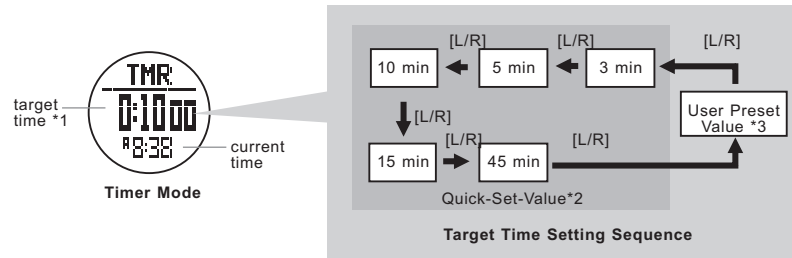 TMR
0:10 00
A 8:38
target
time *1
current
time
Timer Mode
[L/R] [L/R] [L/R]
10 min 5 min 3 min
[L/R]
User Preset
Value *3
[L/R] [L/R]
15 min 45 min
Quick-Set-Value*2
Target Time Setting Sequence